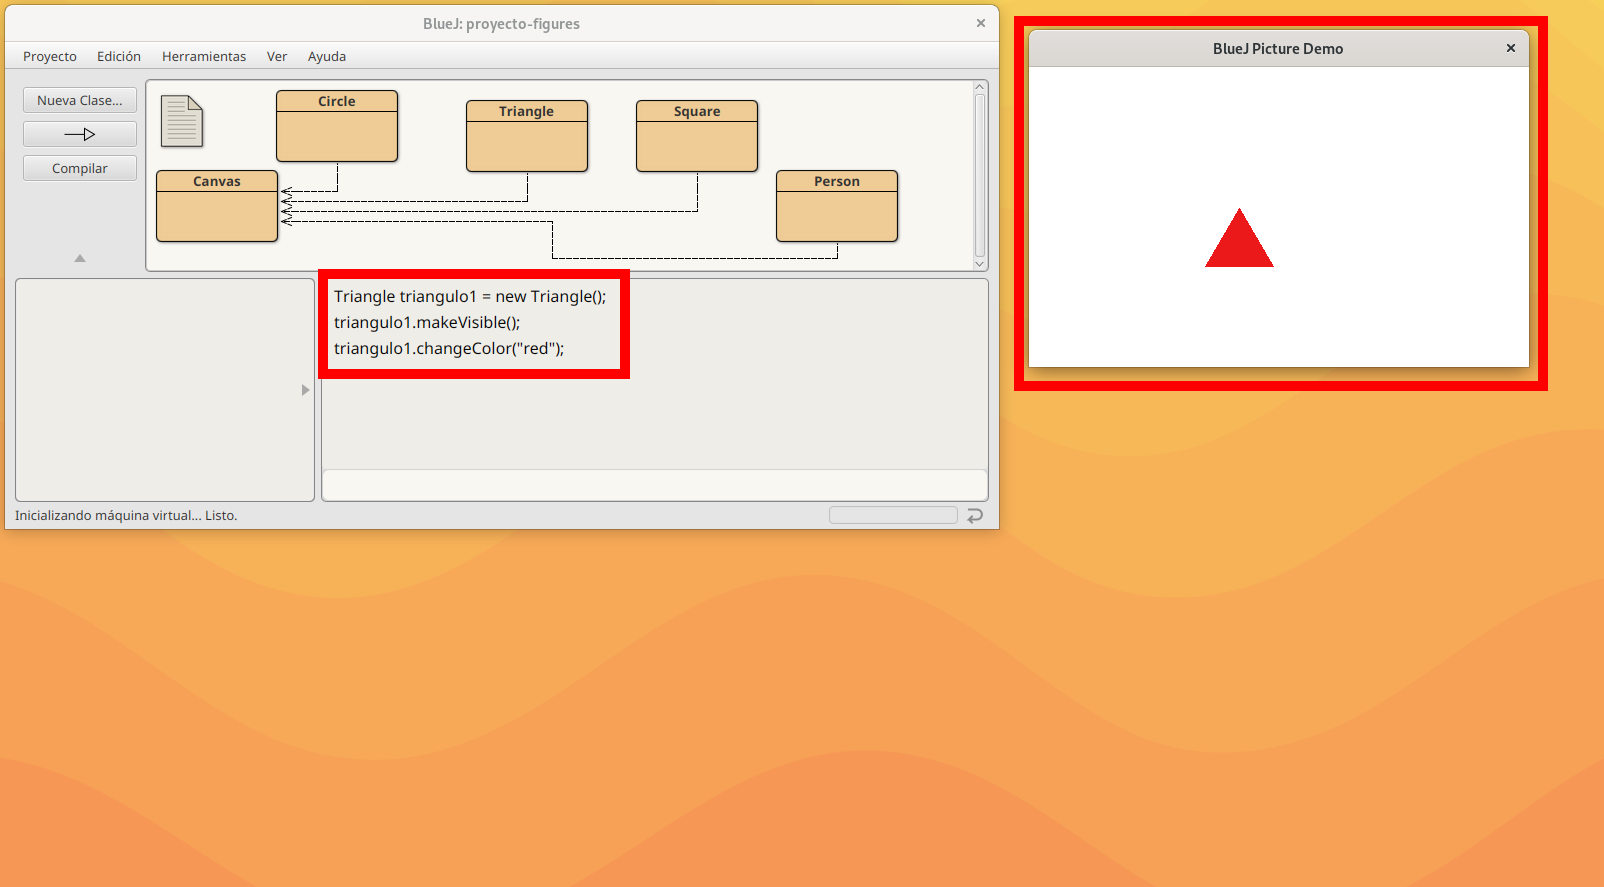 BlueJ: proyecto-figures
Proyecto Edición Herramientas Ver Ayuda
Nueva Clase...
Compilar
Circle
Triangle
Square
Canvas
Person
Triangle triangulo1 = new Triangle();
triangulo1.makeVisible();
triangulo1.changeColor("red");
Inicializando máquina virtual... Listo.
BlueJ Picture Demo